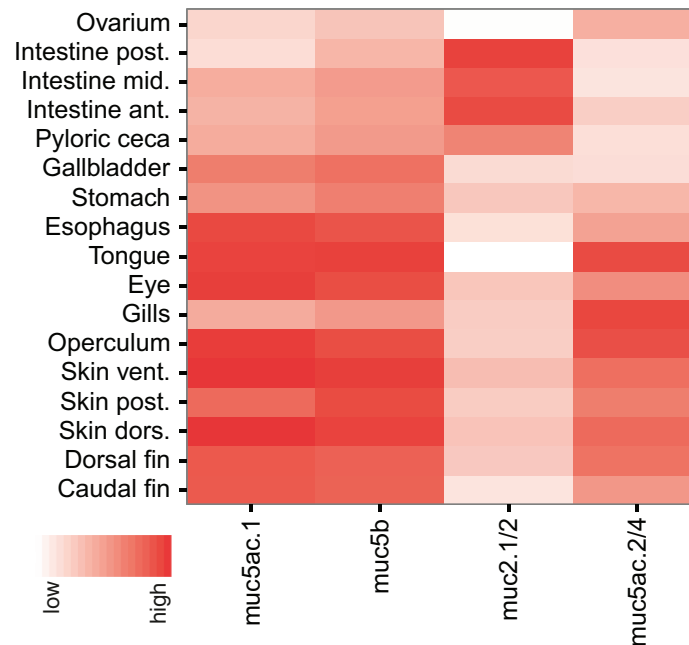 Ovarium
Intestine post.
Intestine mid.
Intestine ant.
Pyloric ceca
Gallbladder
Stomach
Esophagus
Tongue
Eye
Gills
Operculum
Skin vent.
Skin post.
Skin dors.
Dorsal fin
Caudal fin
muc5ac.1
muc5b
muc2.1/2
muc5ac.2/4
low
high